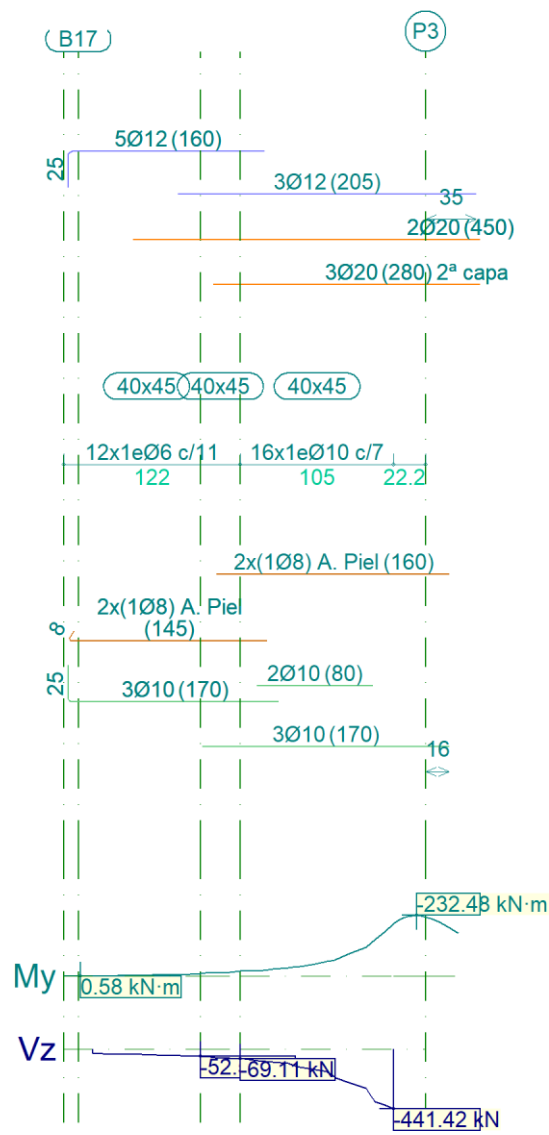 B17
P3
5Ø12 (160)
25
3Ø12 (205)
35
2Ø20 (450)
3Ø20 (280) 2ª capa
40x45
40x45
40x45
12x1eØ6 c/11
16x1eØ10 c/7
122
105
22.2
2x(1Ø8) A. Piel (160)
2x(1Ø8) A. Piel
(145)
8
2Ø10 (80)
25
3Ø10 (170)
3Ø10 (170)
16
-232.48 kN·m
My
0.58 kN·m
Vz
-52.
-69.11 kN
-441.42 kN